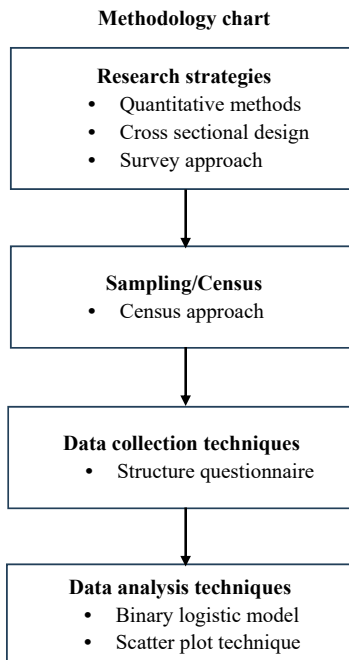 Methodology chart
Research strategies
• Quantitative methods
• Cross sectional design
• Survey approach
Sampling/Census
• Census approach
Data collection techniques
• Structure questionnaire
Data analysis techniques
• Binary logistic model
• Scatter plot technique